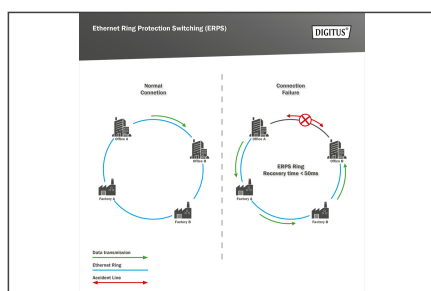 Ethernet Ring Protection Switching (ERPS)
DIGITUS®
Normal
Connetion
Office A
Office B
Factory A
Factory B
Connection
Failure
Office A
Office B
ERPS Ring
Recovery time <50ms
Factory A
Factory B
Data transmission
Ethernet Ring
Accident Line